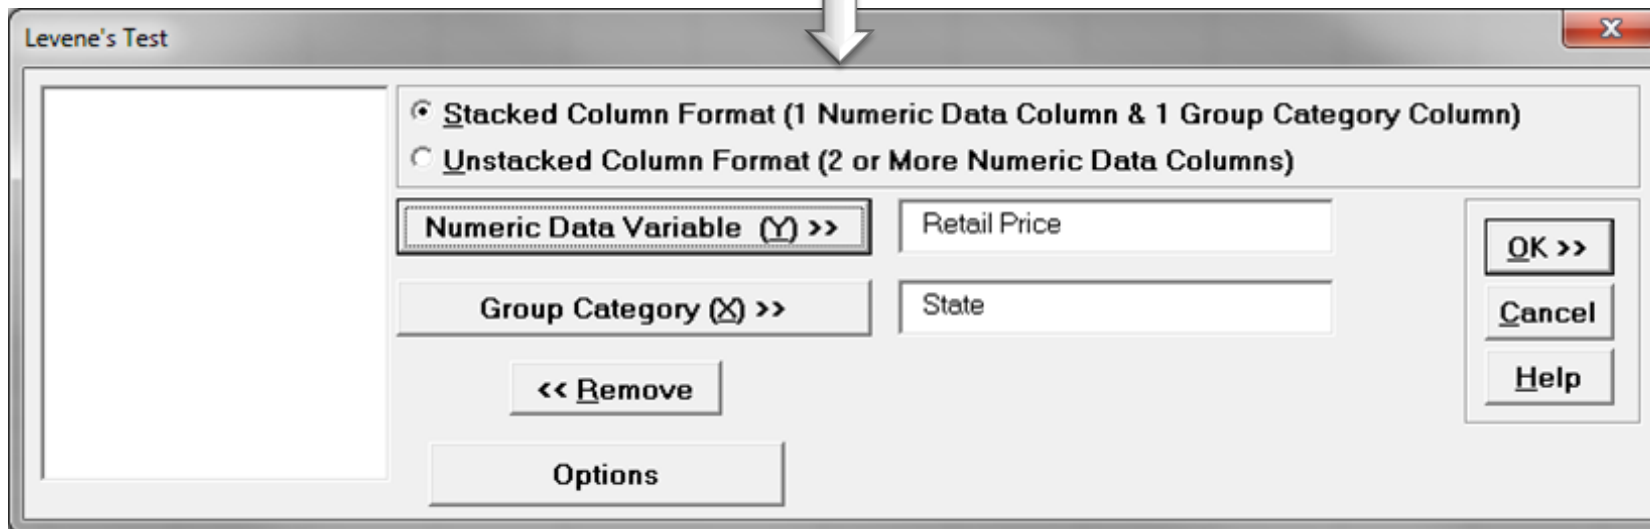 Levene's Test
x
Stacked Column Format (1 Numeric Data Column & 1 Group Category Column)
Unstacked Column Format (2 or More Numeric Data Columns)
Numeric Data Variable (Y) >> Retail Price
OK >>
Group Category (X) >> State
Cancel
<< Remove
Help
Options